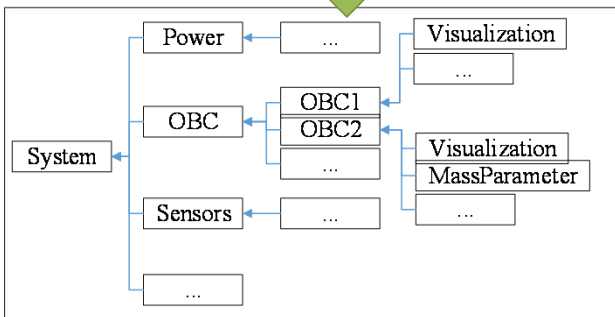 Power
...
Visualization
...
OBC
OBC1
OBC2
...
System
Visualization
MassParameter
...
Sensors
...
...